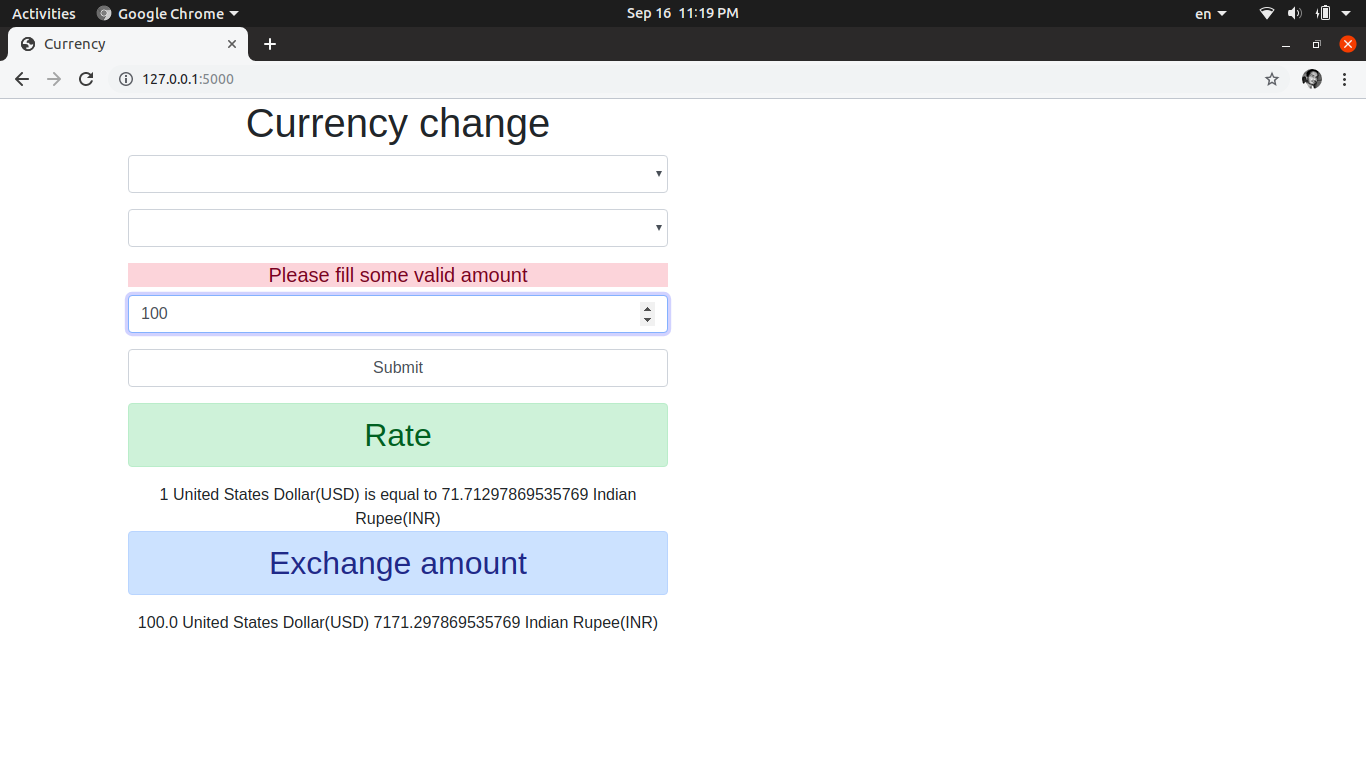 Activities Google Chrome Sep 16 11:19 PM en
Currency
127.0.0.1:5000
Currency change
Please fill some valid amount
100
Submit
Rate
1 United States Dollar(USD) is equal to 71.71297869535769 Indian
Rupee(INR)
Exchange amount
100.0 United States Dollar(USD) 7171.297869535769 Indian Rupee(INR)